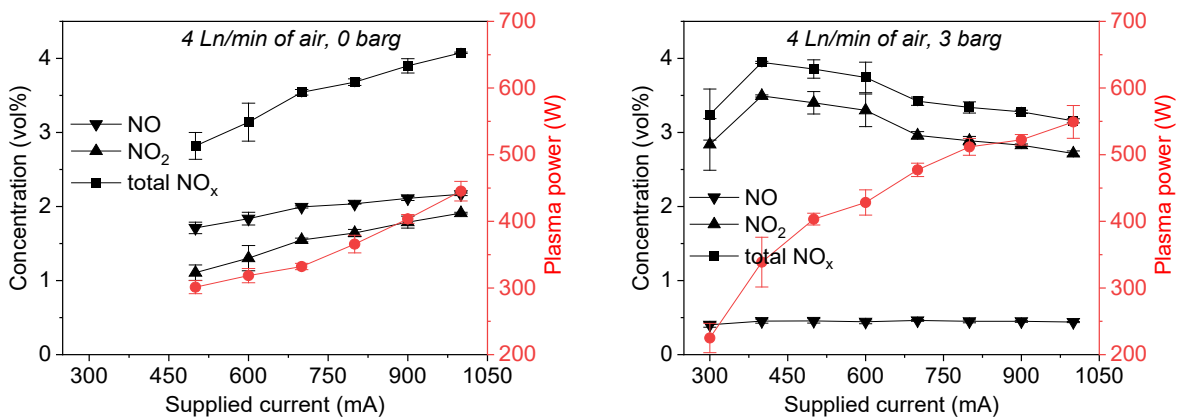 4 Ln/min of air, 0 barg
Concentration (vol%)
4
3
2
1
0
NO
NO₂
total NOₓ
700
600
500
400
300
200
Plasma power (W)
300 450 600 750 900 1050
Supplied current (mA)
4 Ln/min of air, 3 barg
Concentration (vol%)
4
3
2
1
0
NO
NO₂
total NOₓ
700
600
500
400
300
200
Plasma power (W)
300 450 600 750 900 1050
Supplied current (mA)